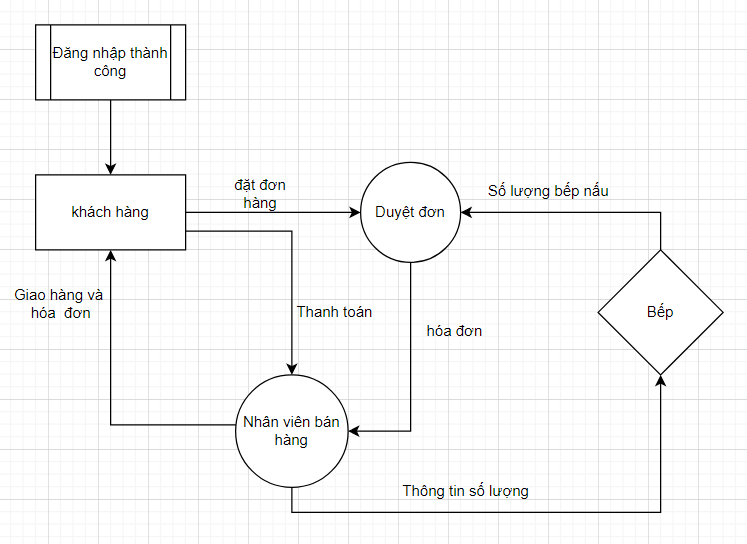 Đăng nhập thành
công
khách hàng
đặt đơn
hàng
Duyệt đơn
Số lượng bếp nấu
Giao hàng và
hóa đơn
Thanh toán
hóa đơn
Bếp
Nhân viên bán
hàng
Thông tin số lượng